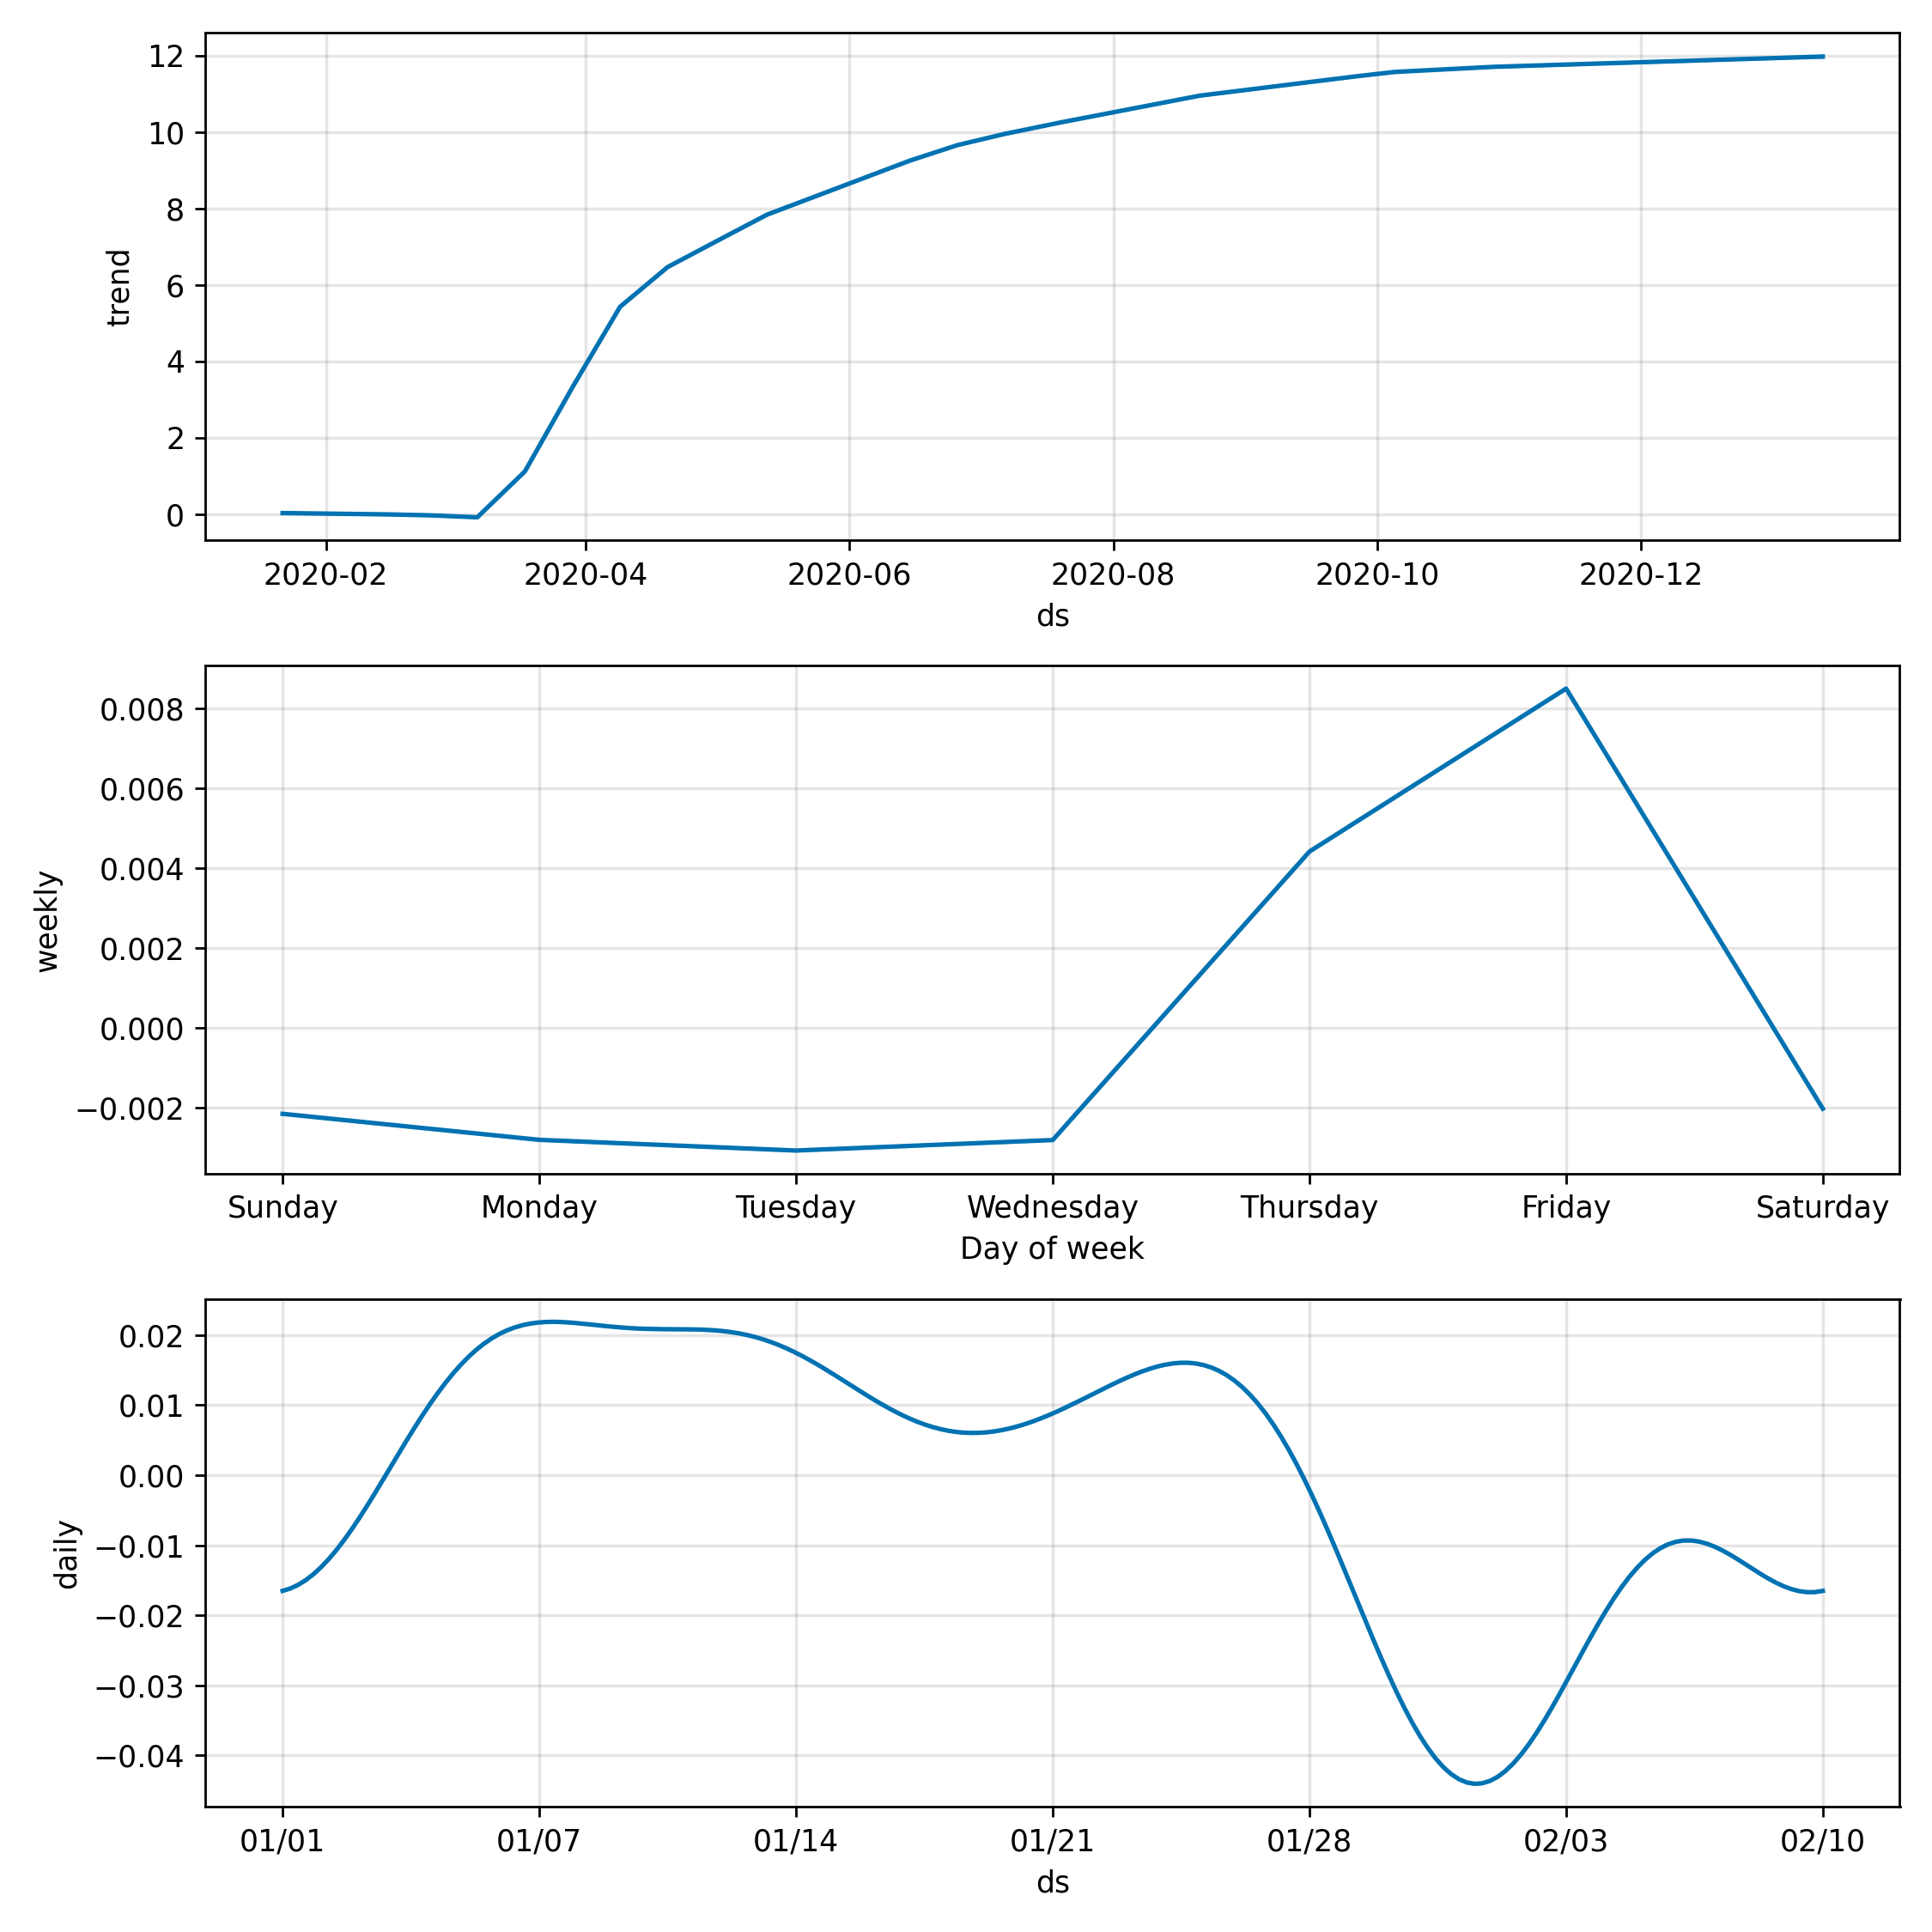 12
10
8
6
4
2
0
trend
2020-02 2020-04 2020-06 2020-08 2020-10 2020-12
ds
0.008
0.006
0.004
0.002
0.000
−0.002
weekly
Sunday Monday Tuesday Wednesday Thursday Friday Saturday
Day of week
0.02
0.01
0.00
−0.01
−0.02
−0.03
−0.04
daily
01/01 01/07 01/14 01/21 01/28 02/03 02/10
ds